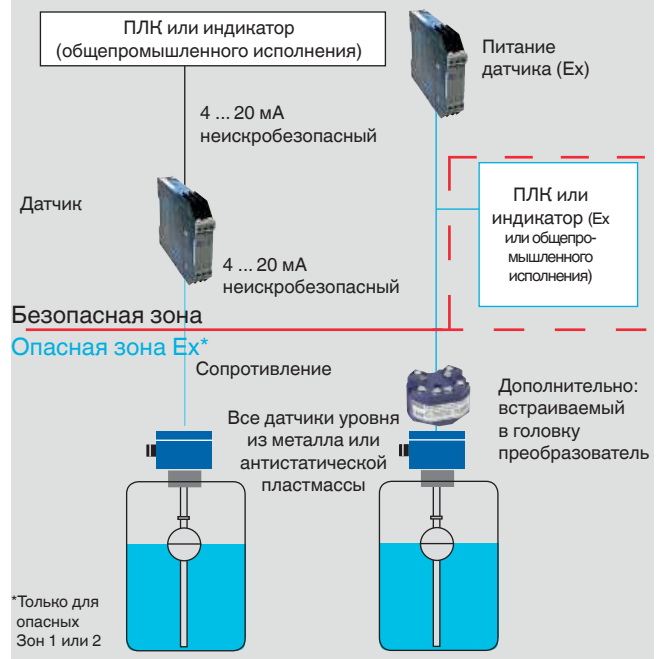 ПЛК или индикатор
(общепромышленного исполнения)
Питание
датчика (Ex)
4 ... 20 мА
неискробезопасный
ПЛК или
индикатор (Ex
или общепро-
мышленного
исполнения)
Датчик
4 ... 20 мА
неискробезопасный
Безопасная зона
Опасная зона Ex*
Сопротивление
Все датчики уровня
из металла или
антистатической
пластмассы
Дополнительно:
встраиваемый
в головку
преобразователь
*Только для
опасных
Зон 1 или 2